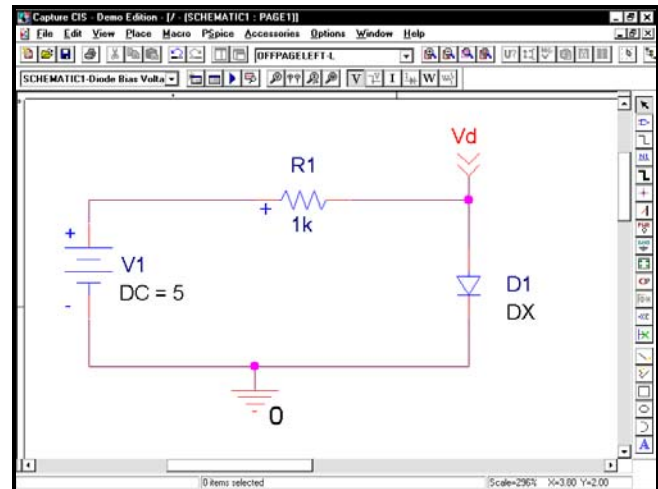 Capture CIS - Demo Edition - [/ - (SCHEMATIC1 : PAGE1)]
File Edit View Place Macro PSpice Accessories Options Window Help
OFFPAGELEFT-L
U?
SCHEMATIC1-Diode Bias Volta
V I W
Vd
R1
+
1k
+
V1
DC = 5
-
D1
DX
0
A
0 items selected
Scale=296% X=3.00 Y=2.00